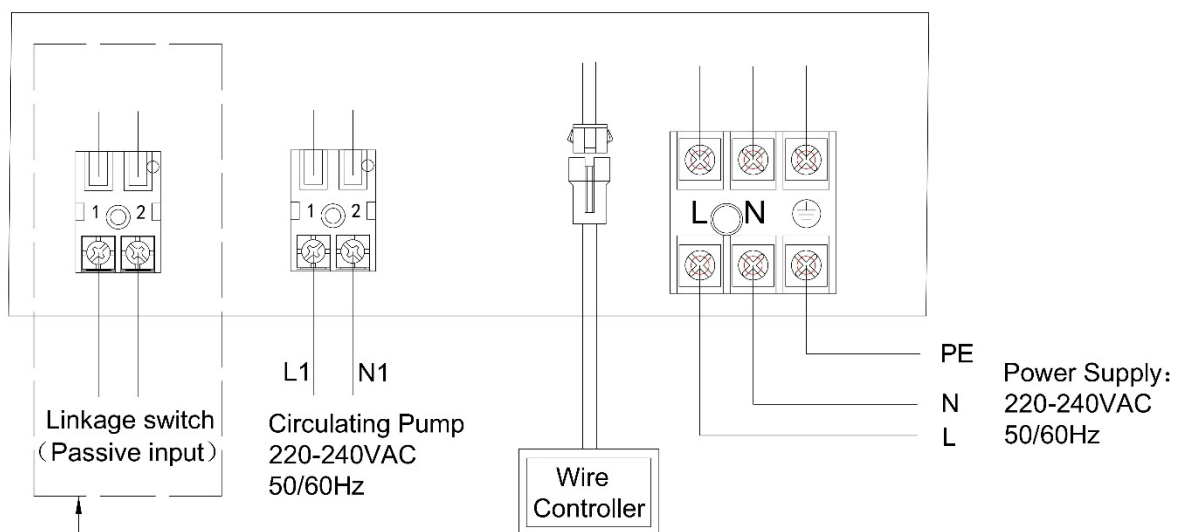 1 2
1 2
L N
L1 N1
Linkage switch
（Passive input）
Circulating Pump
220-240VAC
50/60Hz
Wire
Controller
PE
N
L
Power Supply：
220-240VAC
50/60Hz